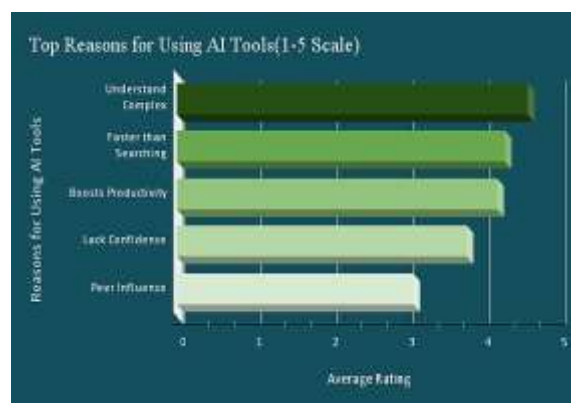 Top Reasons for Using AI Tools(1-5 Scale)
Reasons for Using AI Tools
Understand
Complex
Faster than
Searching
Boosts Productivity
Lack Confidence
Peer Influence
0 1 2 3 4 5
Average Rating